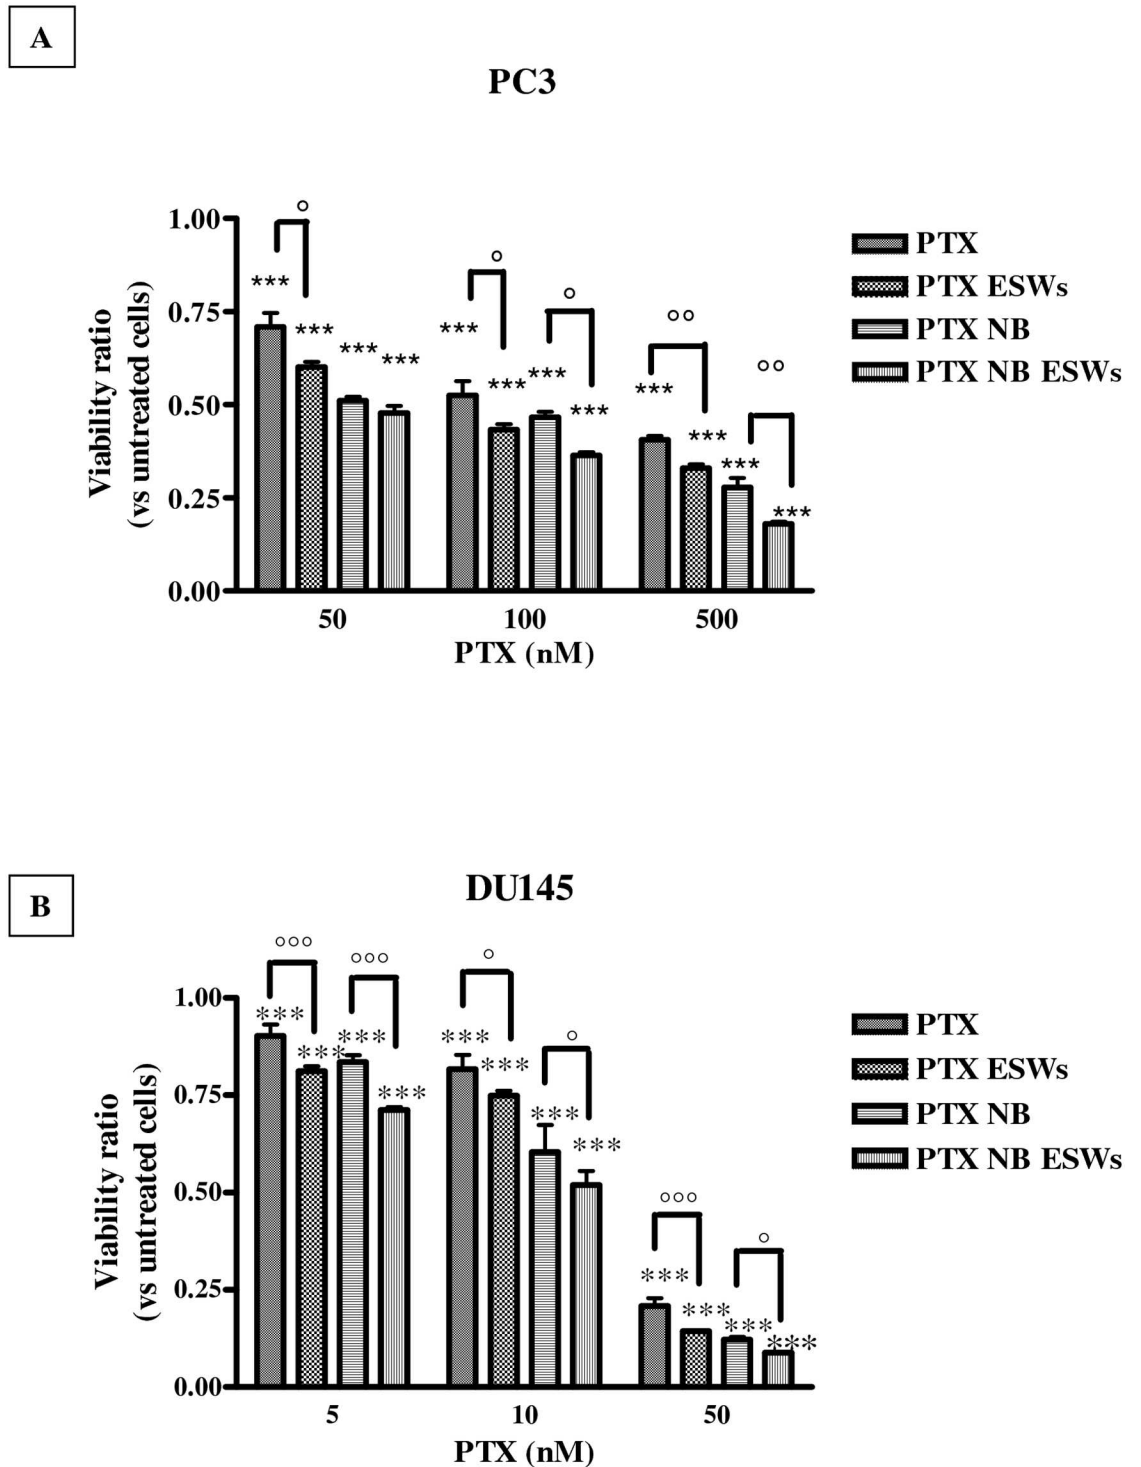 A
PC3
1.00
0.75
0.50
0.25
0.00
Viability ratio
(vs untreated cells)
°
***
***
***
***
°
°
***
***
***
***
°°
°°
***
***
***
***
50 100 500
PTX (nM)
PTX
PTX ESWs
PTX NB
PTX NB ESWs
B
DU145
1.00
0.75
0.50
0.25
0.00
Viability ratio
(vs untreated cells)
°°°
°°°
***
***
***
***
°
°
***
***
***
***
°°°
°
***
***
***
***
5 10 50
PTX (nM)
PTX
PTX ESWs
PTX NB
PTX NB ESWs